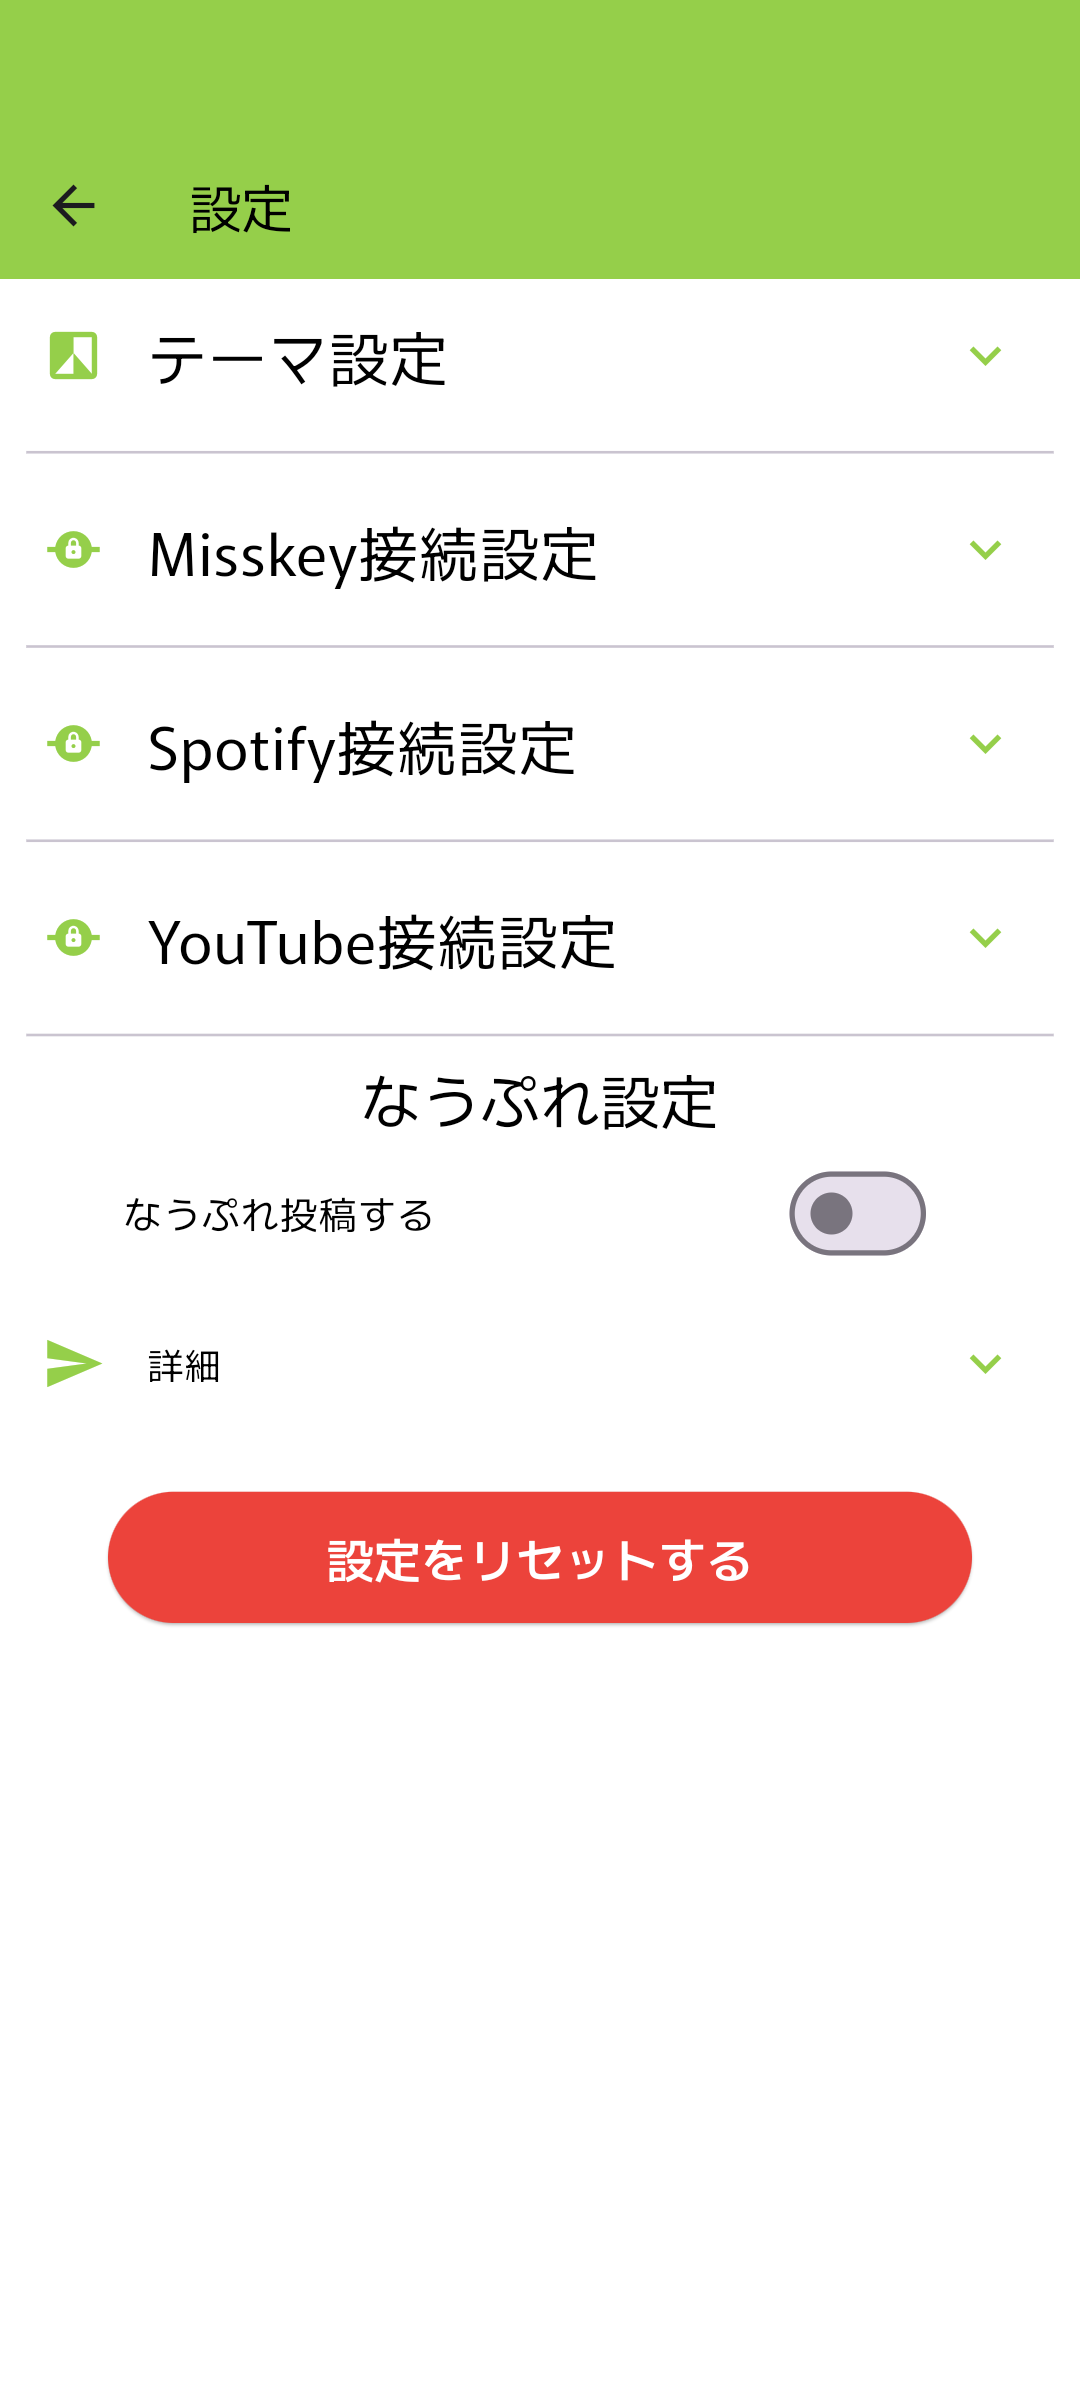 設定
テーマ設定
Misskey接続設定
Spotify接続設定
YouTube接続設定
なうぷれ設定
なうぷれ投稿する
詳細
設定をリセットする